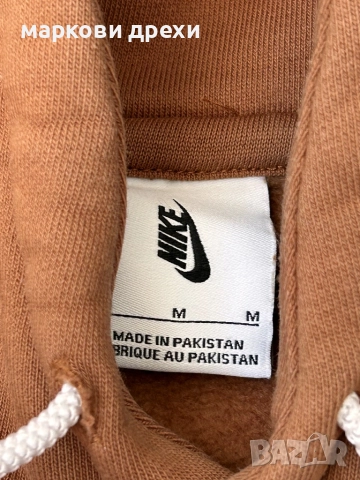 маркови дрехи
NIKE
M M
MADE IN PAKISTAN
BRIQUE AU PAKISTAN
BAZAR